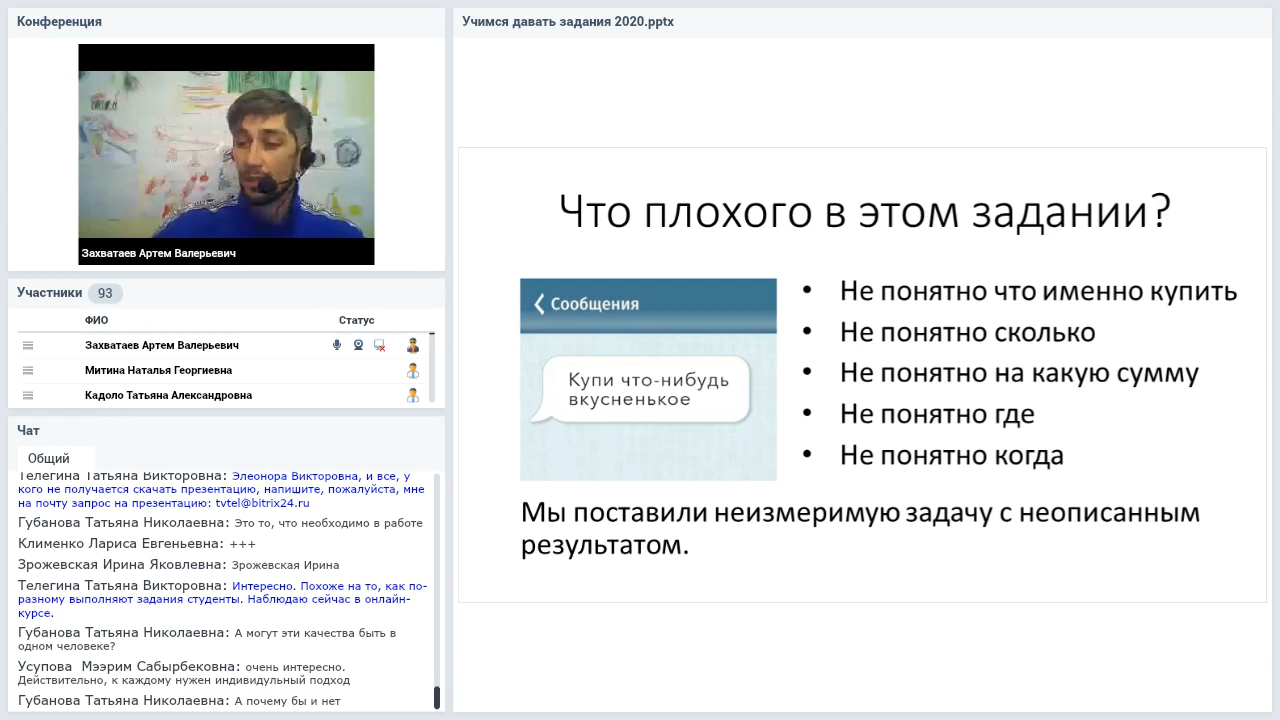 Конференция
Захватаев Артем Валерьевич
Участники 93
ФИО Статус
Захватаев Артем Валерьевич
Митина Наталья Георгиевна
Кадоло Татьяна Александровна
Чат
Общий
Телегина Татьяна Викторовна: Элеонора Викторовна, и все, у
кого не получается скачать презентацию, напишите, пожалуйста, мне
на почту запрос на презентацию: tvtel@bitrix24.ru
Губанова Татьяна Николаевна: Это то, что необходимо в работе
Клименко Лариса Евгеньевна: +++
Зрожевская Ирина Яковлевна: Зрожевская Ирина
Телегина Татьяна Викторовна: Интересно. Похоже на то, как по-
разному выполняют задания студенты. Наблюдаю сейчас в онлайн-
курсе.
Губанова Татьяна Николаевна: А могут эти качества быть в
одном человеке?
Усупова Мээрим Сабырбековна: очень интересно.
Действительно, к каждому нужен индивидульный подход
Губанова Татьяна Николаевна: А почему бы и нет
Учимся давать задания 2020.pptx
Что плохого в этом задании?
Сообщения
Купи что-нибудь
вкусненькое
• Не понятно что именно купить
• Не понятно сколько
• Не понятно на какую сумму
• Не понятно где
• Не понятно когда
Мы поставили неизмеримую задачу с неописанным
результатом.